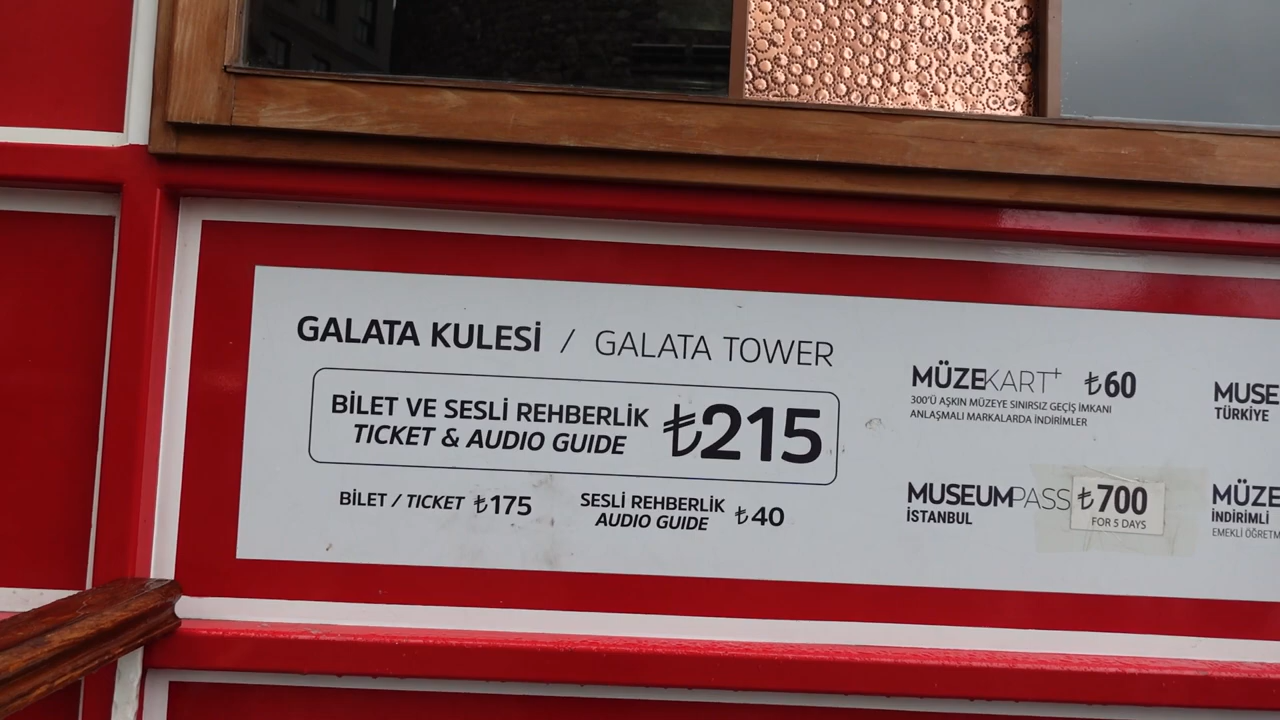 GALATA KULESİ / GALATA TOWER
BİLET VE SESLİ REHBERLİK
TICKET & AUDIO GUIDE
₺215
BİLET / TICKET ₺175
SESLİ REHBERLİK
AUDIO GUIDE
₺40
MÜZEKART+ ₺60
300'Ü AŞKIN MÜZEYE SINIRSIZ GEÇİŞ İMKANI
ANLAŞMALI MARKALARDA İNDİRİMLER
MUSEUMPASS ₺700
İSTANBUL
FOR 5 DAYS
MUSE
TÜRKİYE
MÜZE
İNDİRİMLİ
EMEKLİ ÖĞRETM